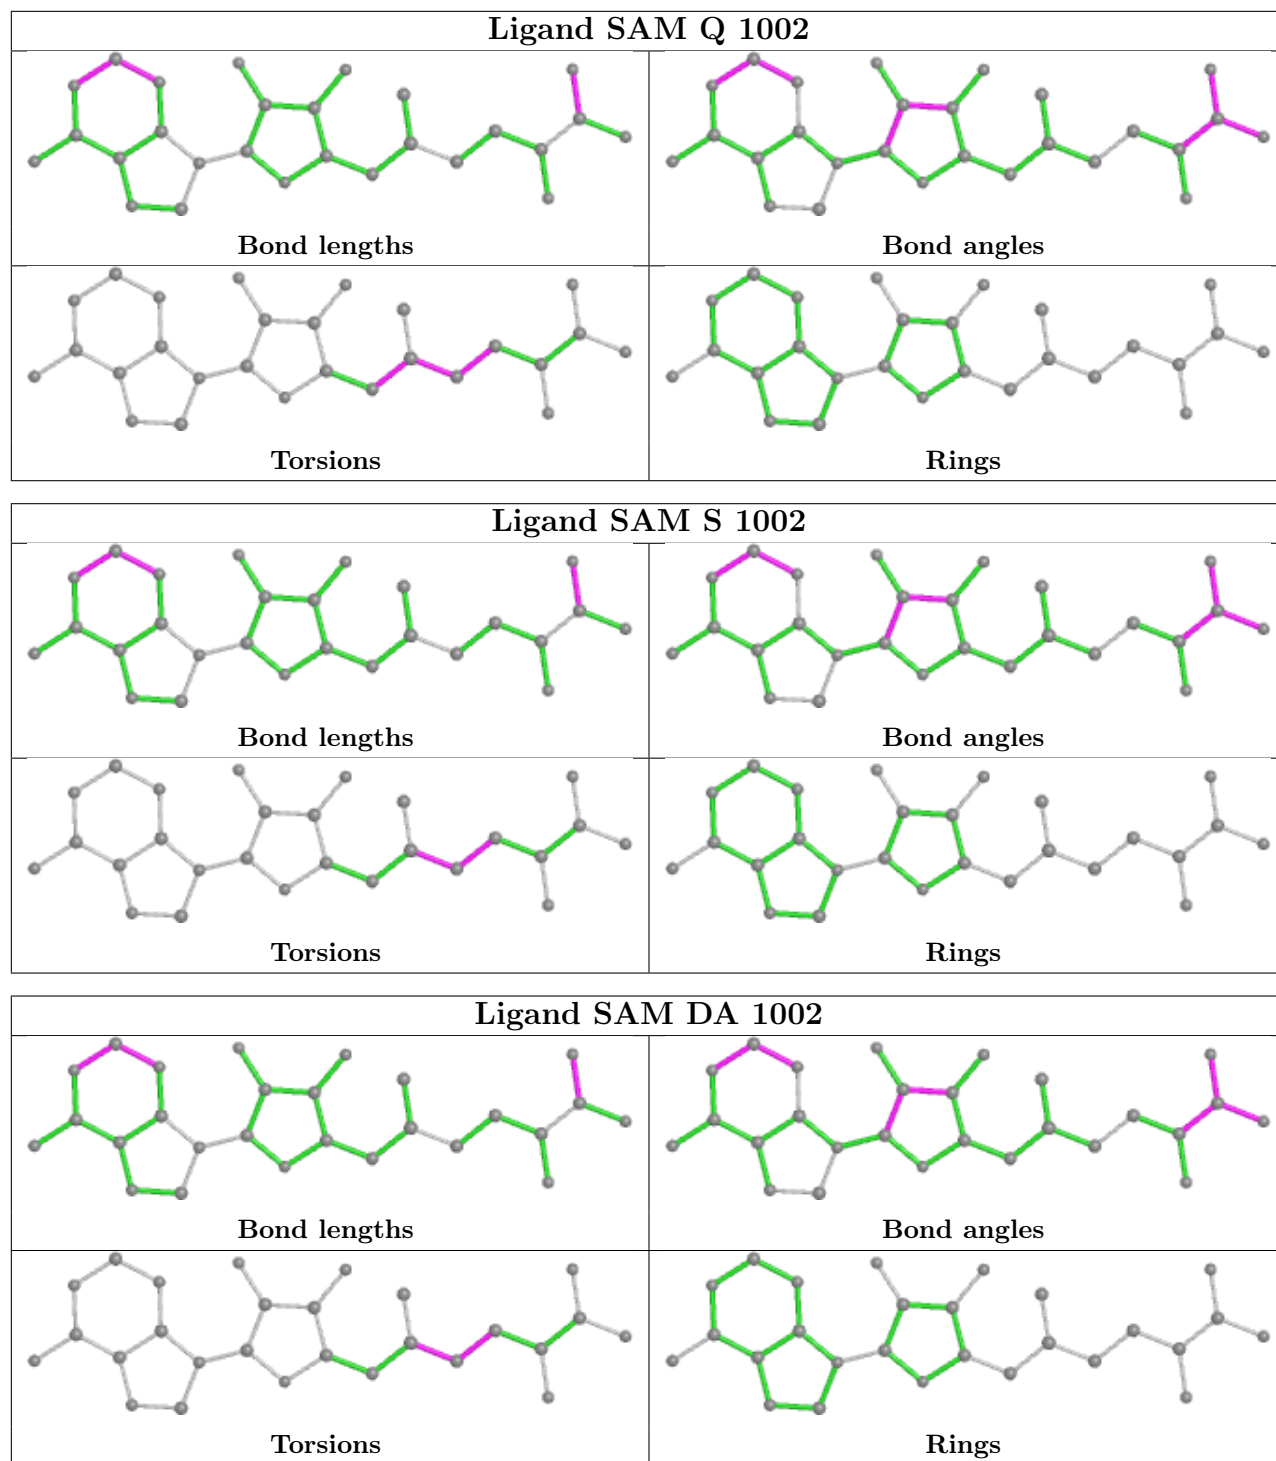 Ligand SAM Q 1002
Bond lengths
Bond angles
Torsions
Rings
Ligand SAM S 1002
Bond lengths
Bond angles
Torsions
Rings
Ligand SAM DA 1002
Bond lengths
Bond angles
Torsions
Rings